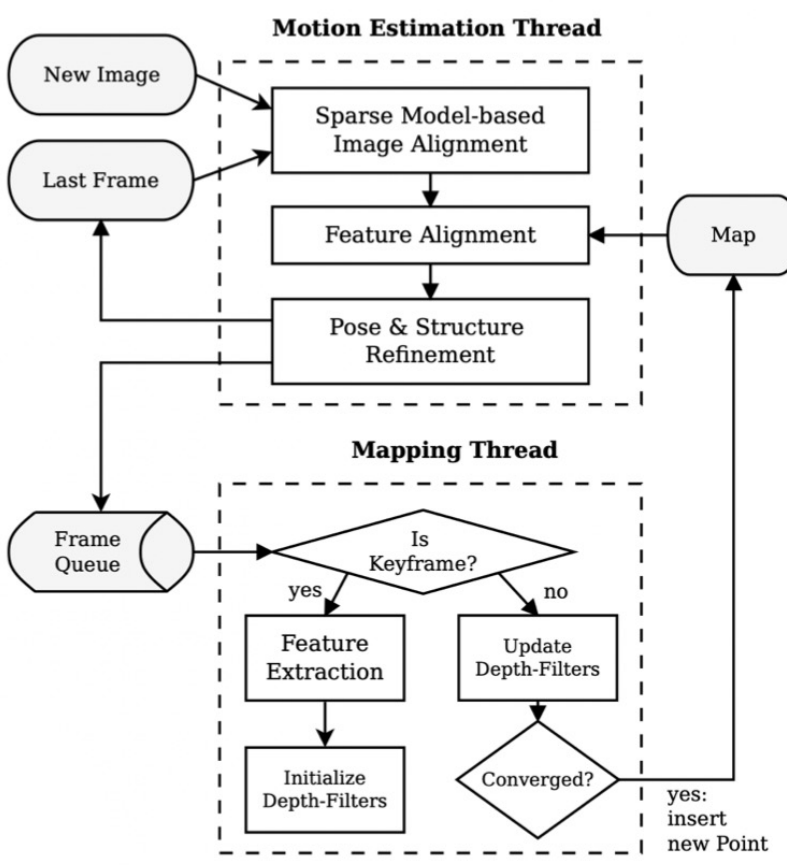 Motion Estimation Thread
New Image
Sparse Model-based
Image Alignment
Last Frame
Feature Alignment
Map
Pose & Structure
Refinement
Mapping Thread
Frame
Queue
Is
Keyframe?
yes
no
Feature
Extraction
Update
Depth-Filters
Initialize
Depth-Filters
Converged?
yes:
insert
new Point